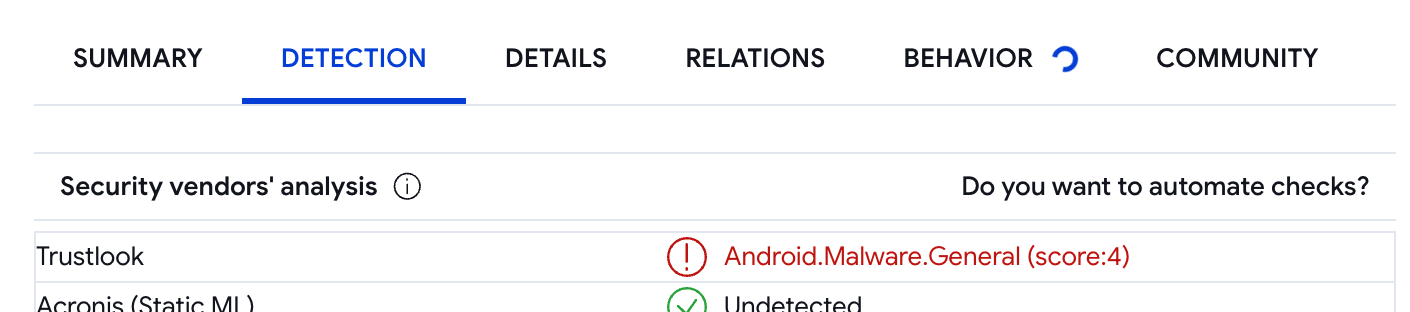 SUMMARY DETECTION DETAILS RELATIONS BEHAVIOR COMMUNITY
Security vendors' analysis Do you want to automate checks?
Trustlook Android.Malware.General (score:4)
Acronis (Static ML) Undetected